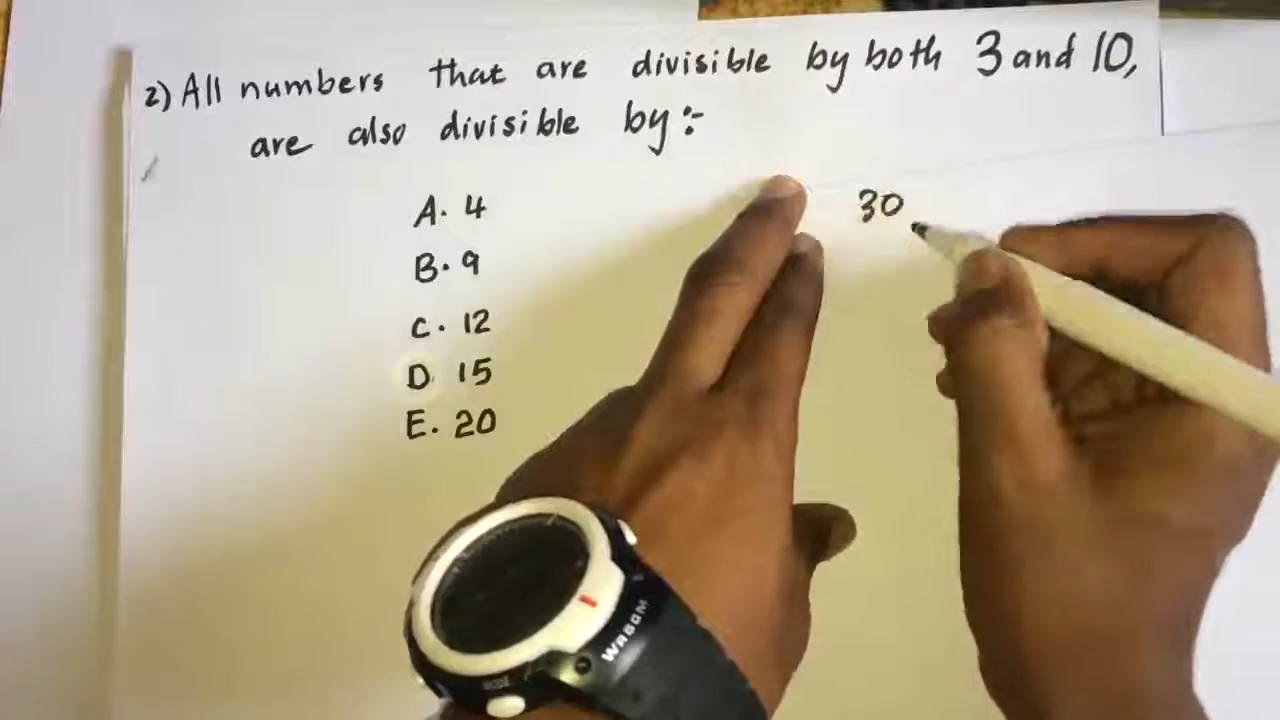 2) All numbers that are divisible by both 3 and 10,
are also divisible by:-
A. 4
30
B. 9
C. 12
D. 15
E. 20
WABOM